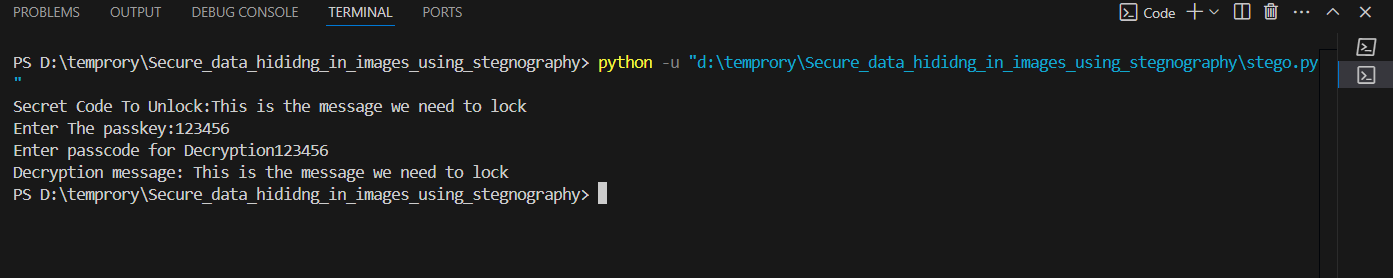 PROBLEMS OUTPUT DEBUG CONSOLE TERMINAL PORTS Code
PS D:\temprory\Secure_data_hididng_in_images_using_stegnography> python -u "d:\temprory\Secure_data_hididng_in_images_using_stegnography\stego.py
"
Secret Code To Unlock:This is the message we need to lock
Enter The passkey:123456
Enter passcode for Decryption123456
Decryption message: This is the message we need to lock
PS D:\temprory\Secure_data_hididng_in_images_using_stegnography>